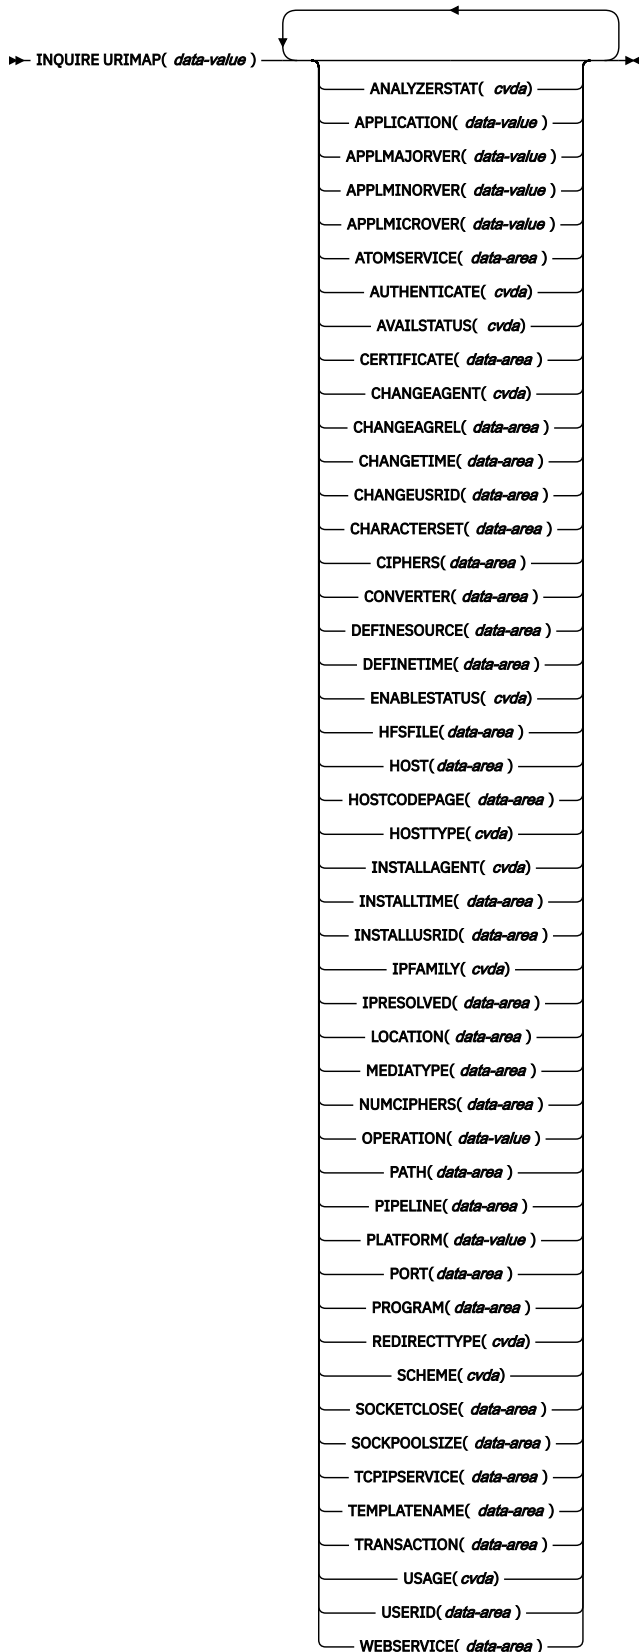 INQUIRE URIMAP( data-value )
ANALYZERSTAT( cvda)
APPLICATION( data-value )
APPLMAJORVER( data-value )
APPLMINORVER( data-value )
APPLMICROVER( data-value )
ATOMSERVICE( data-area )
AUTHENTICATE( cvda)
AVAILSTATUS( cvda)
CERTIFICATE( data-area )
CHANGEAGENT( cvda)
CHANGEAGREL( data-area )
CHANGETIME( data-area )
CHANGEUSRID( data-area )
CHARACTERSET( data-area )
CIPHERS( data-area )
CONVERTER( data-area )
DEFINESOURCE( data-area )
DEFINETIME( data-area )
ENABLESTATUS( cvda)
HFSFILE( data-area )
HOST( data-area )
HOSTCODEPAGE( data-area )
HOSTTYPE( cvda)
INSTALLAGENT( cvda)
INSTALLTIME( data-area )
INSTALLUSRID( data-area )
IPFAMILY( cvda)
IPRESOLVED( data-area )
LOCATION( data-area )
MEDIATYPE( data-area )
NUMCIPHERS( data-area )
OPERATION( data-value )
PATH( data-area )
PIPELINE( data-area )
PLATFORM( data-value )
PORT( data-area )
PROGRAM( data-area )
REDIRECTTYPE( cvda)
SCHEME( cvda)
SOCKETCLOSE( data-area )
SOCKPOOLSIZE( data-area )
TCPIPSERVICE( data-area )
TEMPLATENAME( data-area )
TRANSACTION( data-area )
USAGE( cvda)
USERID( data-area )
WEBSERVICE( data-area )